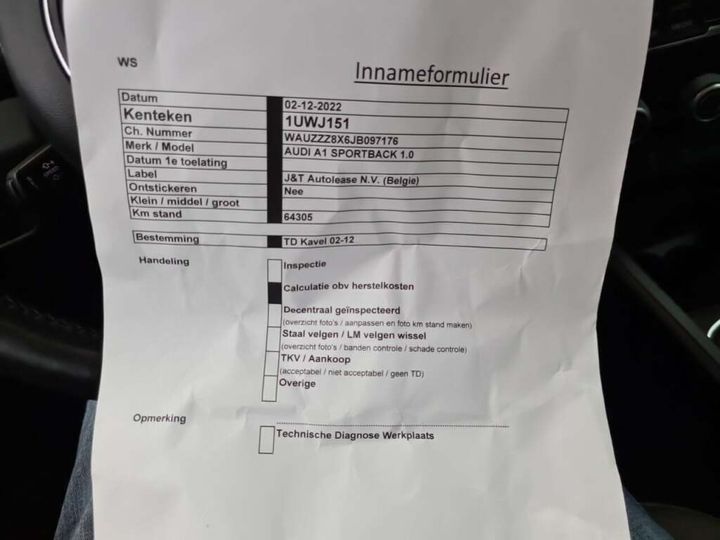 WS
Innameformulier
Datum 02-12-2022
Kenteken 1UWJ151
Ch. Nummer WAUZZZ8X6JB097176
Merk / Model AUDI A1 SPORTBACK 1.0
Datum 1e toelating
Label J&T Autolease N.V. (Belgie)
Ontstickeren Nee
Klein / middel / groot
Km stand 64305
Bestemming TD Kavel 02-12
Handeling Inspectie
Calculatie obv herstelkosten
Decentraal geïnspecteerd
(overzicht foto's / aanpassen en foto km stand maken)
Staal velgen / LM velgen wissel
(overzicht foto's / banden controle / schade controle)
TKV / Aankoop
(acceptabel / niet acceptabel / geen TD)
Overige
Opmerking
Technische Diagnose Werkplaats